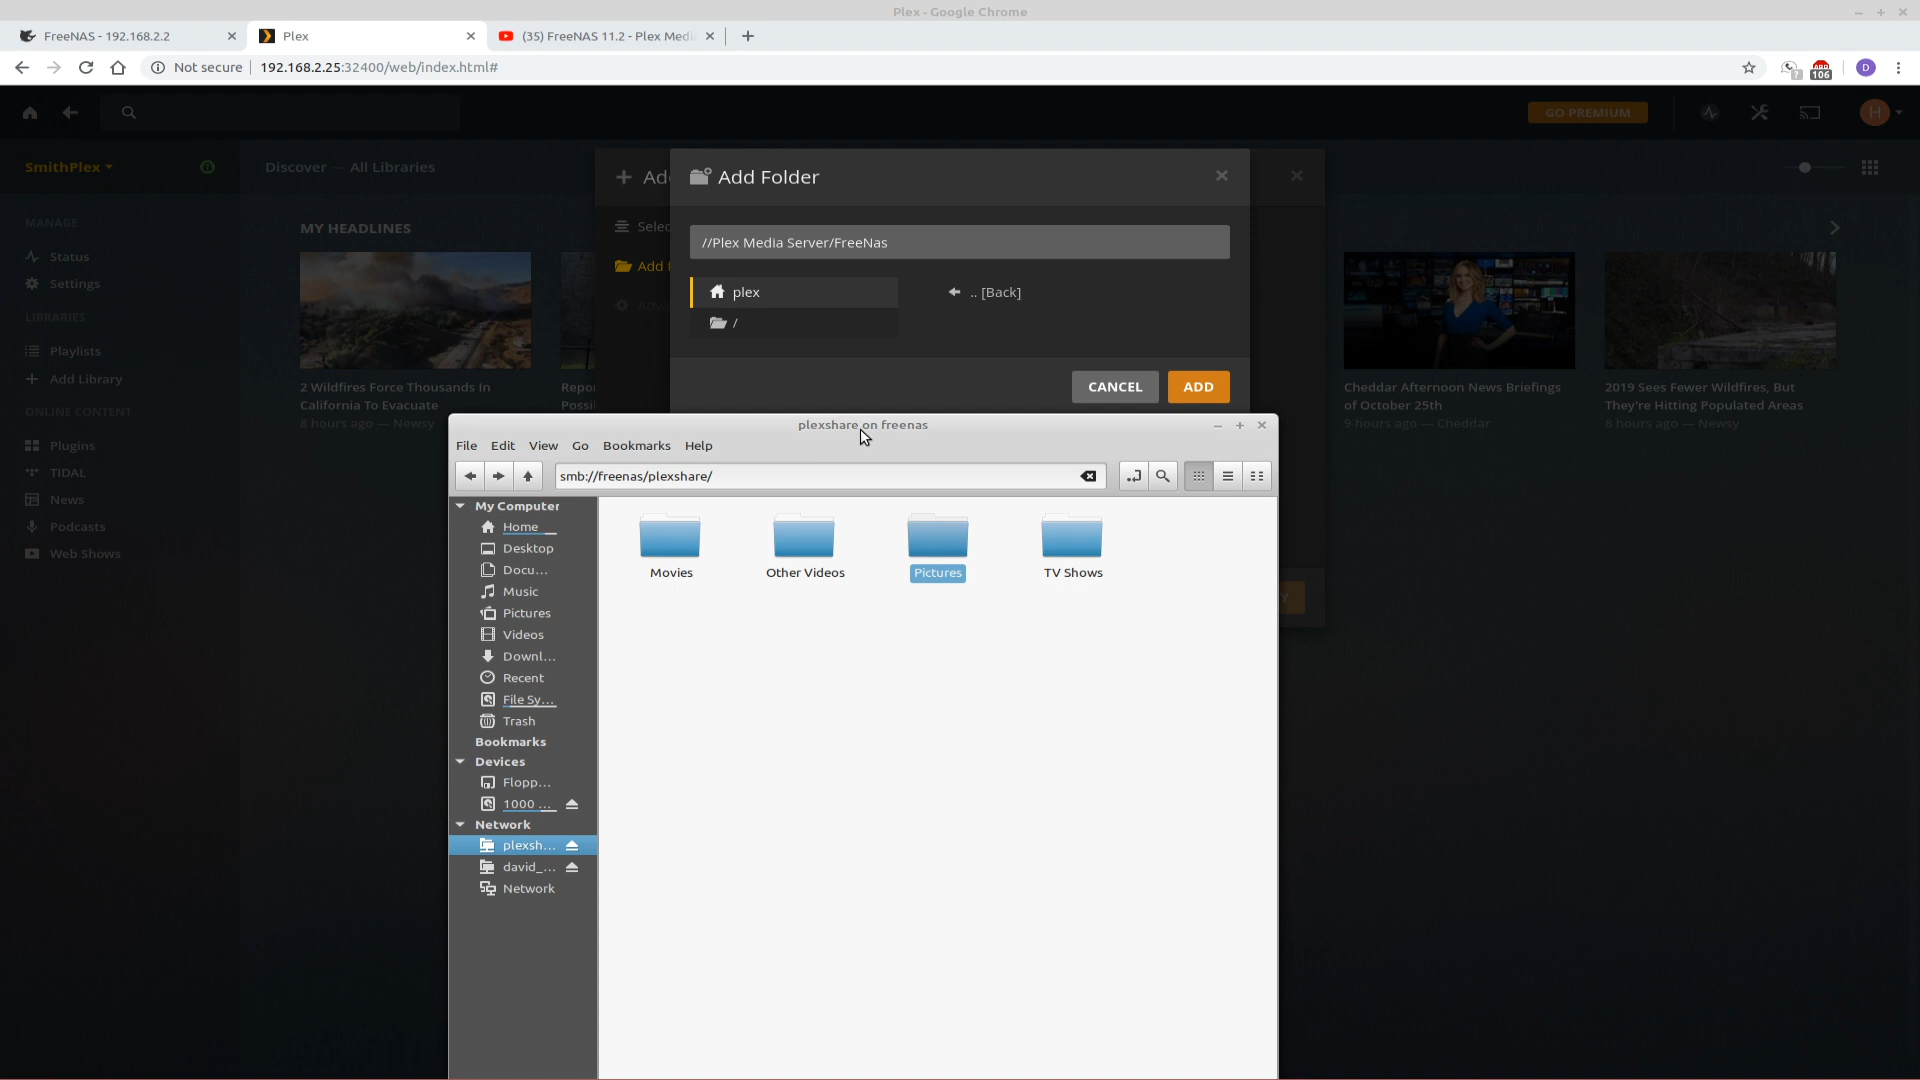 Plex - Google Chrome
FreeNAS - 192.168.2.2
Plex
(35) FreeNAS 11.2 - Plex Medi
Not secure
192.168.2.25:32400/web/index.html#
106
D
GO PREMIUM
H
SmithPlex
Discover — All Libraries
Add Folder
MANAGE
Status
Settings
LIBRARIES
Playlists
Add Library
ONLINE CONTENT
Plugins
TIDAL
News
Podcasts
Web Shows
MY HEADLINES
2 Wildfires Force Thousands In
California To Evacuate
8 hours ago — Newsy
//Plex Media Server/FreeNas
plex
.. [Back]
/
CANCEL
ADD
Cheddar Afternoon News Briefings
of October 25th
9 hours ago — Cheddar
2019 Sees Fewer Wildfires, But
They're Hitting Populated Areas
8 hours ago — Newsy
plexshare on freenas
File Edit View Go Bookmarks Help
smb://freenas/plexshare/
My Computer
Home
Desktop
Docu...
Music
Pictures
Videos
Downl...
Recent
File Sy...
Trash
Bookmarks
Devices
Flopp...
1000 ...
Network
plexsh...
david_...
Network
Movies
Other Videos
Pictures
TV Shows